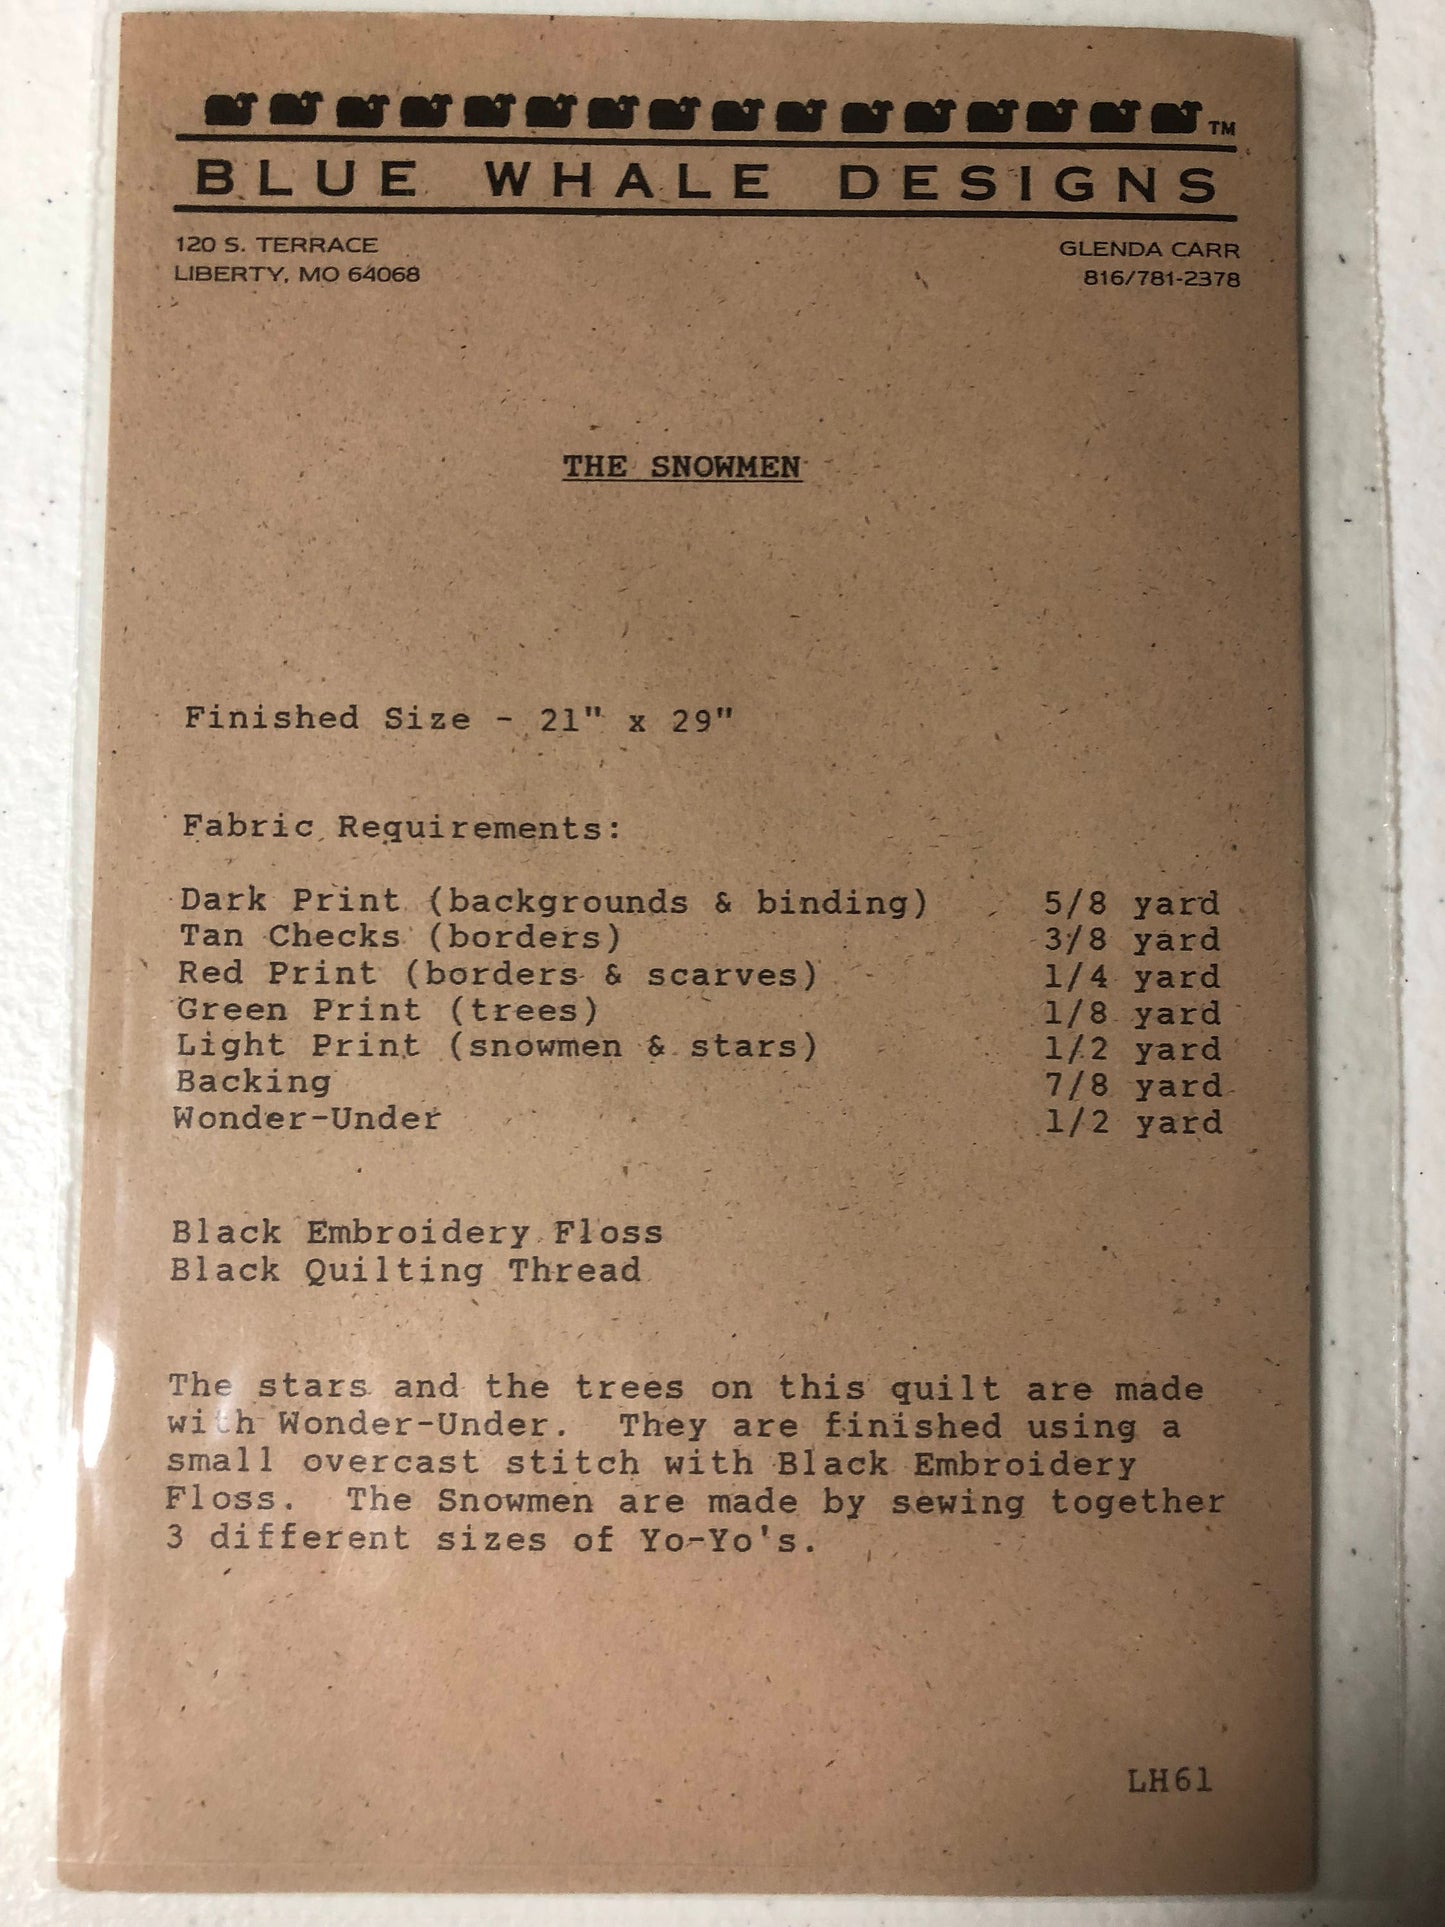 TM
BLUE WHALE DESIGNS
120 S. TERRACE
LIBERTY, MO 64068
GLENDA CARR
816/781-2378
THE SNOWMEN
Finished Size - 21" x 29"
Fabric Requirements:
Dark Print (backgrounds & binding) 5/8 yard
Tan Checks (borders) 3/8 yard
Red Print (borders & scarves) 1/4 yard
Green Print (trees) 1/8 yard
Light Print (snowmen & stars) 1/2 yard
Backing 7/8 yard
Wonder-Under 1/2 yard
Black Embroidery Floss
Black Quilting Thread
The stars and the trees on this quilt are made
with Wonder-Under. They are finished using a
small overcast stitch with Black Embroidery
Floss. The Snowmen are made by sewing together
3 different sizes of Yo-Yo's.
LH61